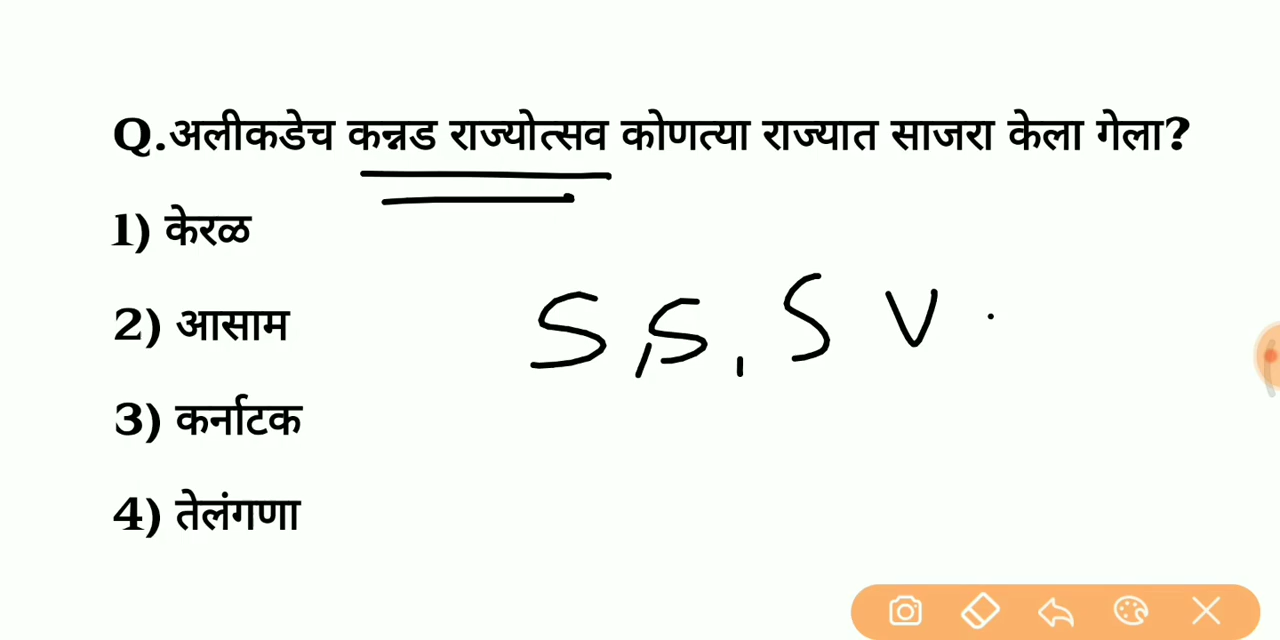 Q.अलीकडेच कन्नड राज्योत्सव कोणत्या राज्यात साजरा केला गेला?
1) केरळ
2) आसाम
S,S, S V .
3) कर्नाटक
4) तेलंगणा